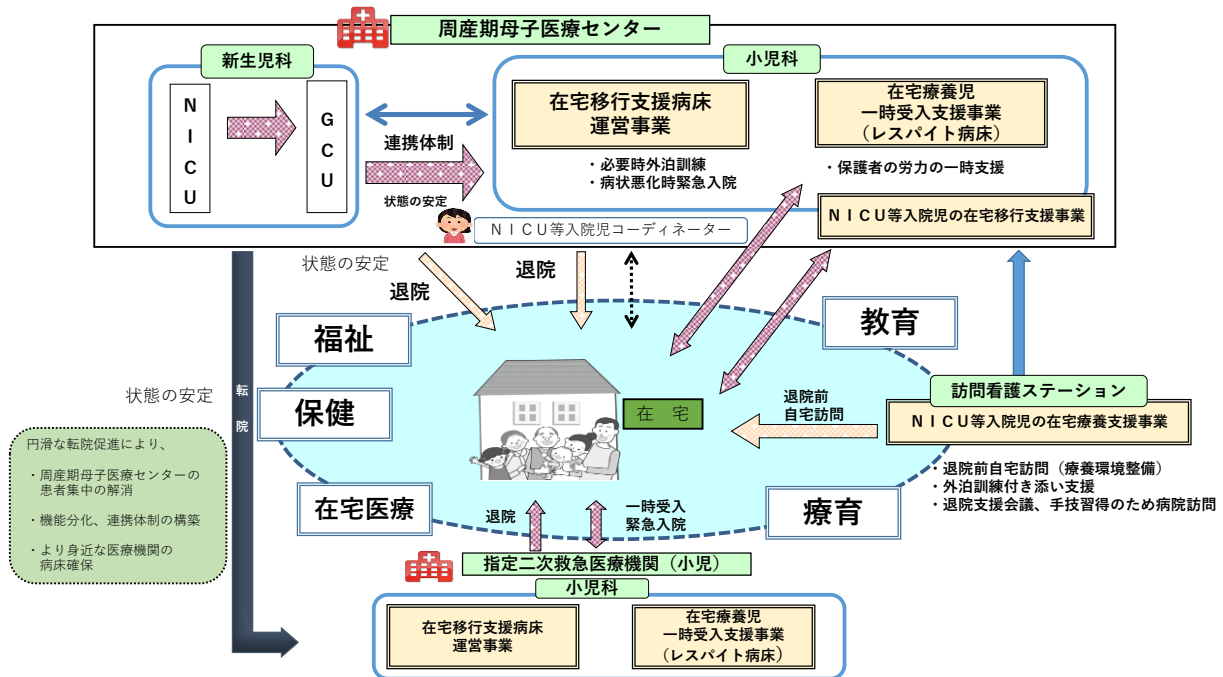 周産期母子医療センター
新生児科
NICU
GCU
連携体制
状態の安定
小児科
在宅移行支援病床
運営事業
・必要時外泊訓練
・病状悪化時緊急入院
在宅療養児
一時受入支援事業
（レスパイト病床）
・保護者の労力の一時支援
ＮＩＣＵ等入院児の在宅移行支援事業
ＮＩＣＵ等入院児コーディネーター
状態の安定
退院
退院
福祉
保健
在宅医療
教育
療育
在　宅
退院前
自宅訪問
訪問看護ステーション
ＮＩＣＵ等入院児の在宅療養支援事業
・退院前自宅訪問（療養環境整備）
・外泊訓練付き添い支援
・退院支援会議、手技習得のため病院訪問
状態の安定
転院
円滑な転院促進により、
・周産期母子医療センターの
患者集中の解消
・機能分化、連携体制の構築
・より身近な医療機関の
病床確保
退院
一時受入
緊急入院
指定二次救急医療機関（小児）
小児科
在宅移行支援病床
運営事業
在宅療養児
一時受入支援事業
（レスパイト病床）